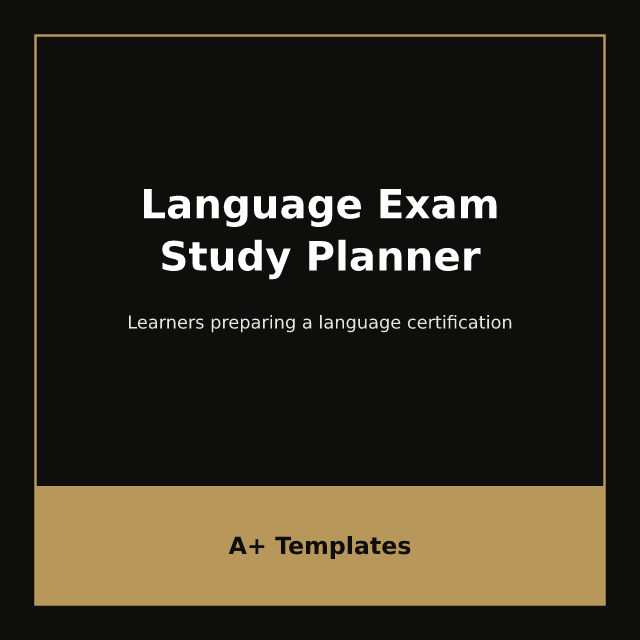 Language Exam
Study Planner
Learners preparing a language certification
A+ Templates